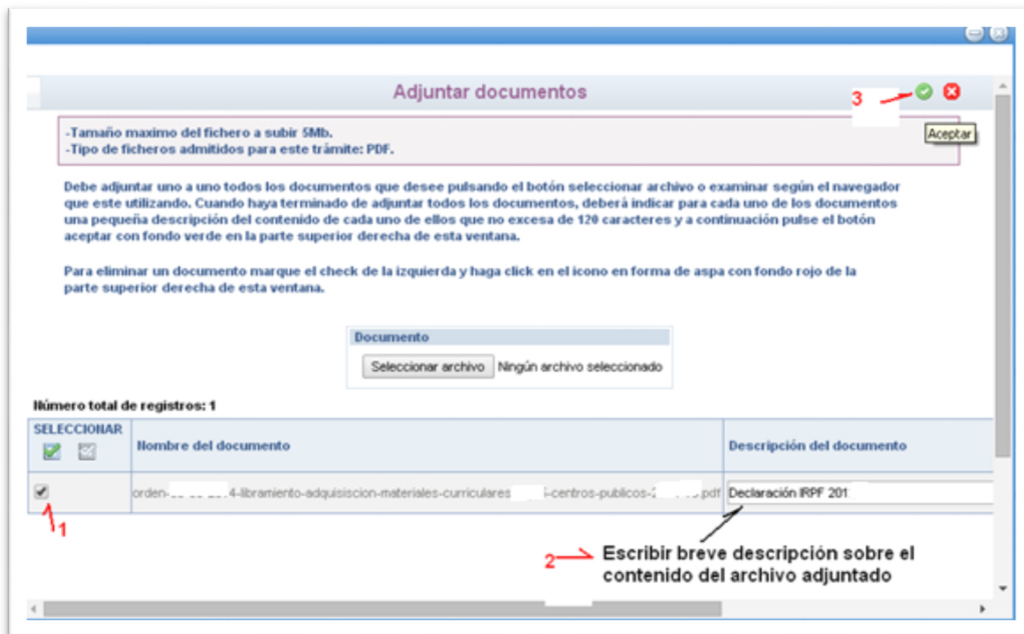 Adjuntar documentos
3
Aceptar
-Tamaño maximo del fichero a subir 5Mb.
-Tipo de ficheros admitidos para este trámite: PDF.
Debe adjuntar uno a uno todos los documentos que desee pulsando el botón seleccionar archivo o examinar según el navegador
que este utilizando. Cuando haya terminado de adjuntar todos los documentos, deberá indicar para cada uno de los documentos
una pequeña descripción del contenido de cada uno de ellos que no excesa de 120 caracteres y a continuación pulse el botón
aceptar con fondo verde en la parte superior derecha de esta ventana.
Para eliminar un documento marque el check de la izquierda y haga click en el icono en forma de aspa con fondo rojo de la
parte superior derecha de esta ventana.
Documento
Seleccionar archivo Ningún archivo seleccionado
Número total de registros: 1
SELECCIONAR
Nombre del documento
Descripción del documento
orden- 4-libramiento-adquisiscion-materiales-curriculares -centros-publicos- .pdf
Declaración IRPF 201
1
2
Escribir breve descripción sobre el
contenido del archivo adjuntado